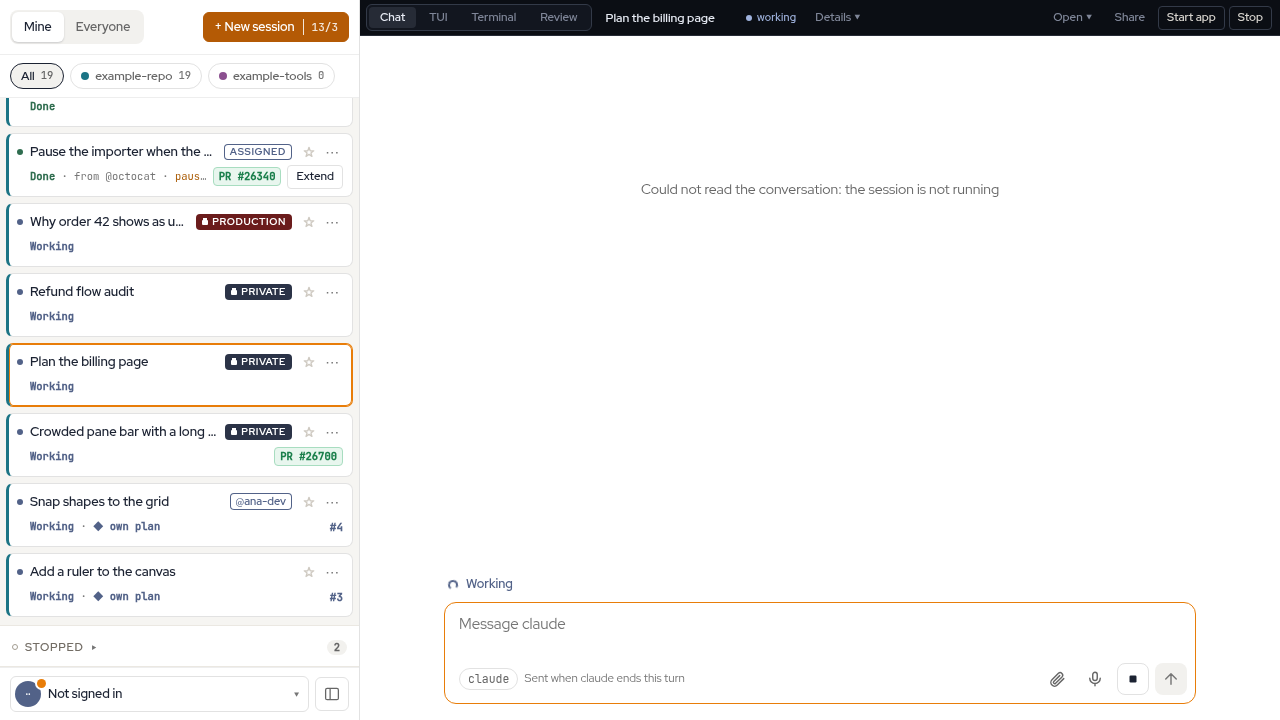 Mine
Everyone
+ New session 13/3
All 19
example-repo 19
example-tools 0
Done
Pause the importer when the ... ASSIGNED
Done · from @octocat · paus… PR #26340 Extend
Why order 42 shows as u... PRODUCTION
Working
Refund flow audit PRIVATE
Working
Plan the billing page PRIVATE
Working
Crowded pane bar with a long ... PRIVATE
Working PR #26700
Snap shapes to the grid @ana-dev
Working · ◆ own plan #4
Add a ruler to the canvas
Working · ◆ own plan #3
STOPPED ▸ 2
Not signed in ▾
Chat TUI Terminal Review Plan the billing page working Details ▾ Open ▾ Share Start app Stop
Could not read the conversation: the session is not running
Working
Message claude
claude Sent when claude ends this turn